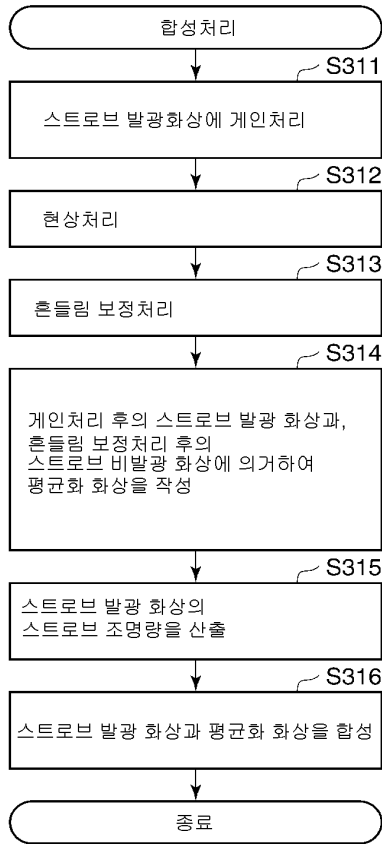 합성처리
S311
스트로브 발광화상에 게인처리
S312
현상처리
S313
흔들림 보정처리
S314
게인처리 후의 스트로브 발광 화상과,
흔들림 보정처리 후의
스트로브 비발광 화상에 의거하여
평균화 화상을 작성
S315
스트로브 발광 화상의
스트로브 조명량을 산출
S316
스트로브 발광 화상과 평균화 화상을 합성
종료